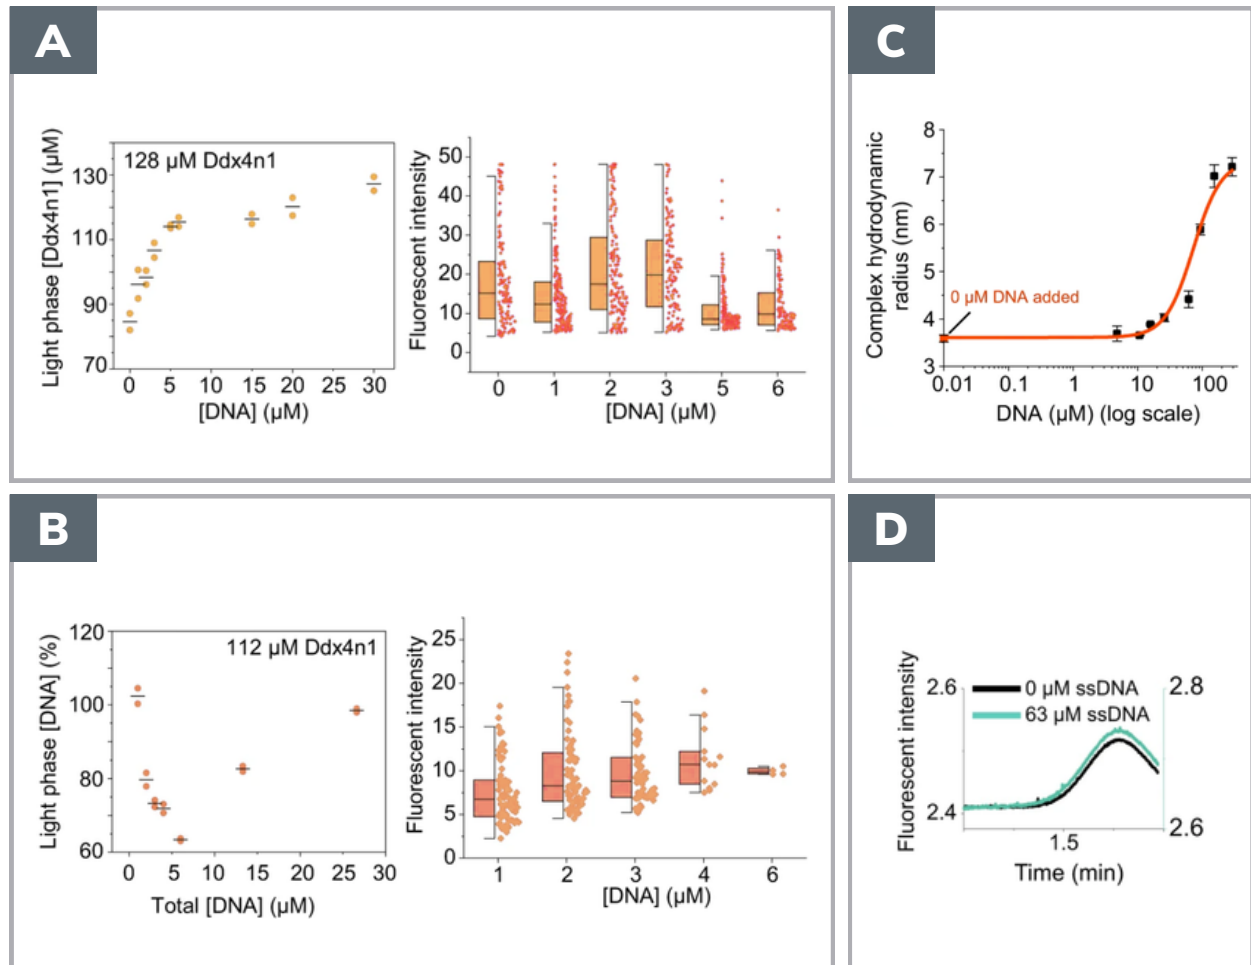 A
128 µM Ddx4n1
Light phase [Ddx4n1] (µM)
130
110
90
70
0 5 10 15 20 25 30
[DNA] (µM)
Fluorescent intensity
50
40
30
20
10
0
0 1 2 3 5 6
[DNA] (µM)
C
Complex hydrodynamic
radius (nm)
8
7
6
5
4
3
0 µM DNA added
0.01 0.1 1 10 100
DNA (µM) (log scale)
B
112 µM Ddx4n1
Light phase [DNA] (%)
120
100
80
60
0 5 10 15 20 25 30
Total [DNA] (µM)
Fluorescent intensity
25
20
15
10
5
0
1 2 3 4 6
[DNA] (µM)
D
Fluorescent intensity
2.6
2.4
0 µM ssDNA
63 µM ssDNA
2.8
2.6
1.5
Time (min)